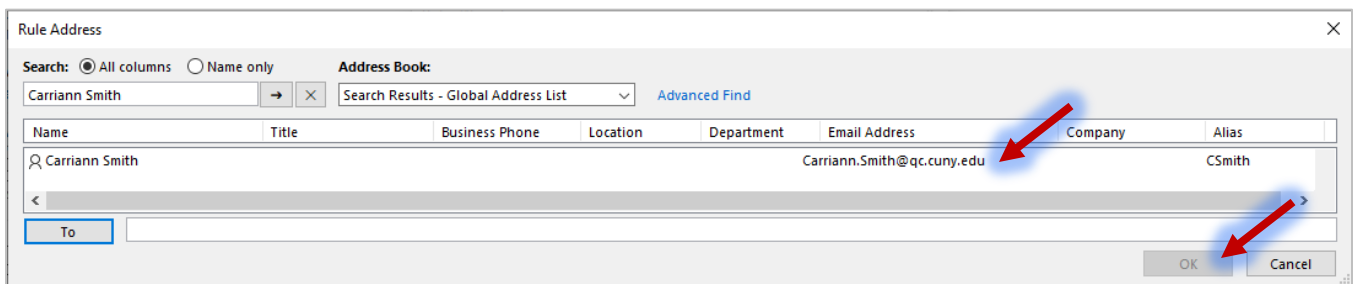 Rule Address
Search: All columns Name only Address Book:
Carriann Smith Search Results - Global Address List Advanced Find
Name Title Business Phone Location Department Email Address Company Alias
Carriann Smith Carriann.Smith@qc.cuny.edu CSmith
To
OK Cancel